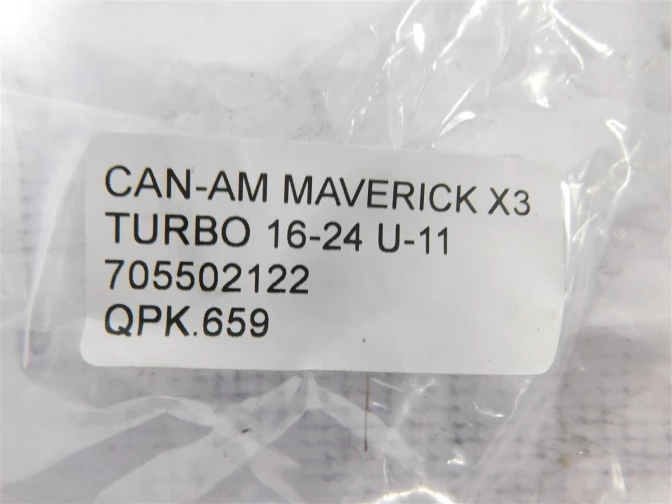 CAN-AM MAVERICK X3
TURBO 16-24 U-11
705502122
QPK.659